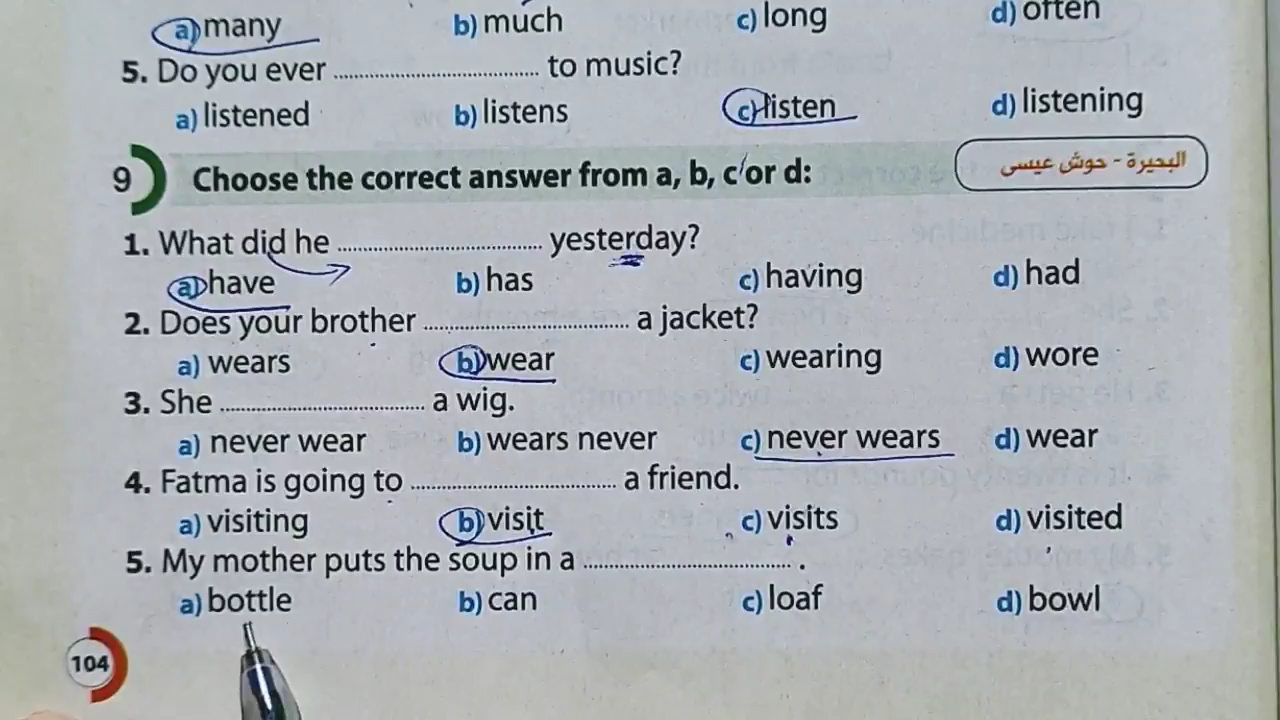 a) many b) much c) long d) often
5. Do you ever ........................ to music?
a) listened b) listens c) listen d) listening
9 Choose the correct answer from a, b, c or d: البحيرة - حوش عيسى
1. What did he ........................ yesterday?
a) have b) has c) having d) had
2. Does your brother ........................ a jacket?
a) wears b) wear c) wearing d) wore
3. She ........................ a wig.
a) never wear b) wears never c) never wears d) wear
4. Fatma is going to ........................ a friend.
a) visiting b) visit c) visits d) visited
5. My mother puts the soup in a ........................ .
a) bottle b) can c) loaf d) bowl
104